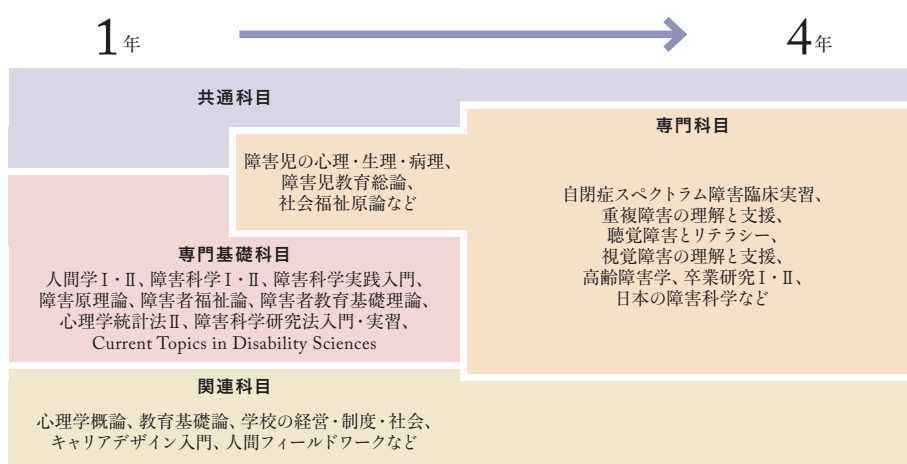 1年
4年
共通科目
専門科目
障害児の心理・生理・病理、
障害児教育総論、
社会福祉原論など
自閉症スペクトラム障害臨床実習、
重複障害の理解と支援、
聴覚障害とリテラシー、
視覚障害の理解と支援、
高齢障害学、卒業研究Ⅰ・Ⅱ、
日本の障害科学など
専門基礎科目
人間学Ⅰ・Ⅱ、障害科学Ⅰ・Ⅱ、障害科学実践入門、
障害原理論、障害者福祉論、障害者教育基礎理論、
心理学統計法Ⅱ、障害科学研究法入門・実習、
Current Topics in Disability Sciences
関連科目
心理学概論、教育基礎論、学校の経営・制度・社会、
キャリアデザイン入門、人間フィールドワークなど